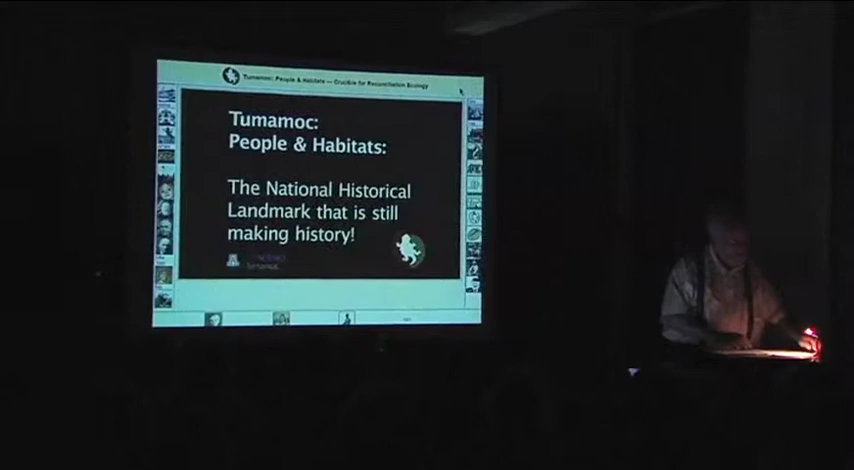 Tumamoc: People & Habitats — Crucible for Reconciliation Ecology
Tumamoc:
People & Habitats:
The National Historical
Landmark that is still
making history!